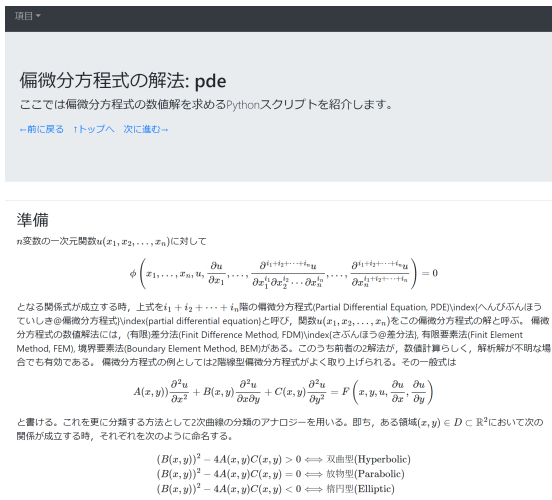 項目
偏微分方程式の解法: pde
ここでは偏微分方程式の数値解を求めるPythonスクリプトを紹介します。
←前に戻る ↑トップへ 次に進む→
準備
n変数の一次元関数u(x₁, x₂, . . . , xₙ)に対して
ϕ(x₁, . . . , xₙ, u, ∂u/∂x₁, . . . , ∂^{i₁+i₂+···+iₙ}u/∂x₁^{i₁}∂x₂^{i₂} · · · ∂xₙ^{iₙ}, . . . , ∂^{i₁+i₂+···+iₙ}u/∂xₙ^{i₁+i₂+···+iₙ}) = 0
となる関係式が成立する時，上式をi₁ + i₂ + · · · + iₙ階の偏微分方程式(Partial Differential Equation, PDE)\index{へんびぶんほう
ていしき@偏微分方程式}\index{partial differential equation}と呼び，関数u(x₁, x₂, . . . , xₙ)をこの偏微分方程式の解と呼ぶ。 偏微
分方程式の数値解法には，(有限)差分法(Finit Difference Method, FDM)\index{さぶんほう@差分法}, 有限要素法(Finit Element
Method, FEM), 境界要素法(Boundary Element Method, BEM)がある。このうち前者の2解法が，数値計算らしく，解析解が不明な場
合でも有効である。 偏微分方程式の例としては2階線型偏微分方程式がよく取り上げられる。その一般式は
A(x, y))∂²u/∂x² + B(x, y)∂²u/∂x∂y + C(x, y)∂²u/∂y² = F(x, y, u, ∂u/∂x, ∂u/∂y)
と書ける。これを更に分類する方法として2次曲線の分類のアナロジーを用いる。即ち，ある領域(x, y) ∈ D ⊂ ℝ²において次の
関係が成立する時，それぞれを次のように命名する。
(B(x, y))² − 4A(x, y)C(x, y) > 0 ⟺ 双曲型(Hyperbolic)
(B(x, y))² − 4A(x, y)C(x, y) = 0 ⟺ 放物型(Parabolic)
(B(x, y))² − 4A(x, y)C(x, y) < 0 ⟺ 楕円型(Elliptic)